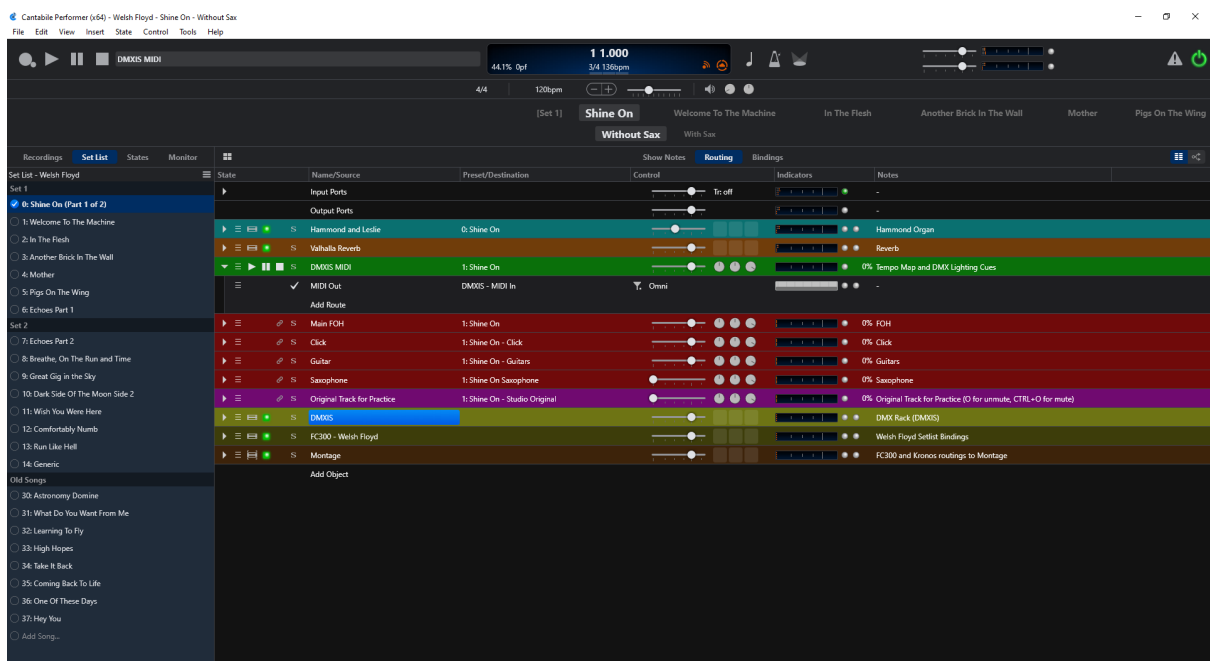 Cantabile Performer (x64) - Welsh Floyd - Shine On - Without Sax
File Edit View Insert State Control Tools Help
DMXIS MIDI
44.1% 0pf
1 1.000
3/4 136bpm
4/4 120bpm
[Set 1] Shine On Welcome To The Machine In The Flesh Another Brick In The Wall Mother Pigs On The Wing
Without Sax With Sax
Recordings Set List States Monitor
Show Notes Routing Bindings
Set List - Welsh Floyd
State Name/Source Preset/Destination Control Indicators Notes
Set 1
0: Shine On (Part 1 of 2)
1: Welcome To The Machine
2: In The Flesh
3: Another Brick In The Wall
4: Mother
5: Pigs On The Wing
6: Echoes Part 1
Set 2
7: Echoes Part 2
8: Breathe, On The Run and Time
9: Great Gig in the Sky
10: Dark Side Of The Moon Side 2
11: Wish You Were Here
12: Comfortably Numb
13: Run Like Hell
14: Generic
Old Songs
30: Astronomy Domine
31: What Do You Want From Me
32: Learning To Fly
33: High Hopes
34: Take It Back
35: Coming Back To Life
36: One Of These Days
37: Hey You
Add Song...
Input Ports Tr: off -
Output Ports -
S Hammond and Leslie 0: Shine On Hammond Organ
S Valhalla Reverb Reverb
S DMXIS MIDI 1: Shine On 0% Tempo Map and DMX Lighting Cues
MIDI Out DMXIS - MIDI In Omni -
Add Route
S Main FOH 1: Shine On 0% FOH
S Click 1: Shine On - Click 0% Click
S Guitar 1: Shine On - Guitars 0% Guitars
S Saxophone 1: Shine On Saxophone 0% Saxophone
S Original Track for Practice 1: Shine On - Studio Original 0% Original Track for Practice (O for unmute, CTRL+O for mute)
S DMXIS DMX Rack (DMXIS)
S FC300 - Welsh Floyd Welsh Floyd Setlist Bindings
S Montage FC300 and Kronos routings to Montage
Add Object